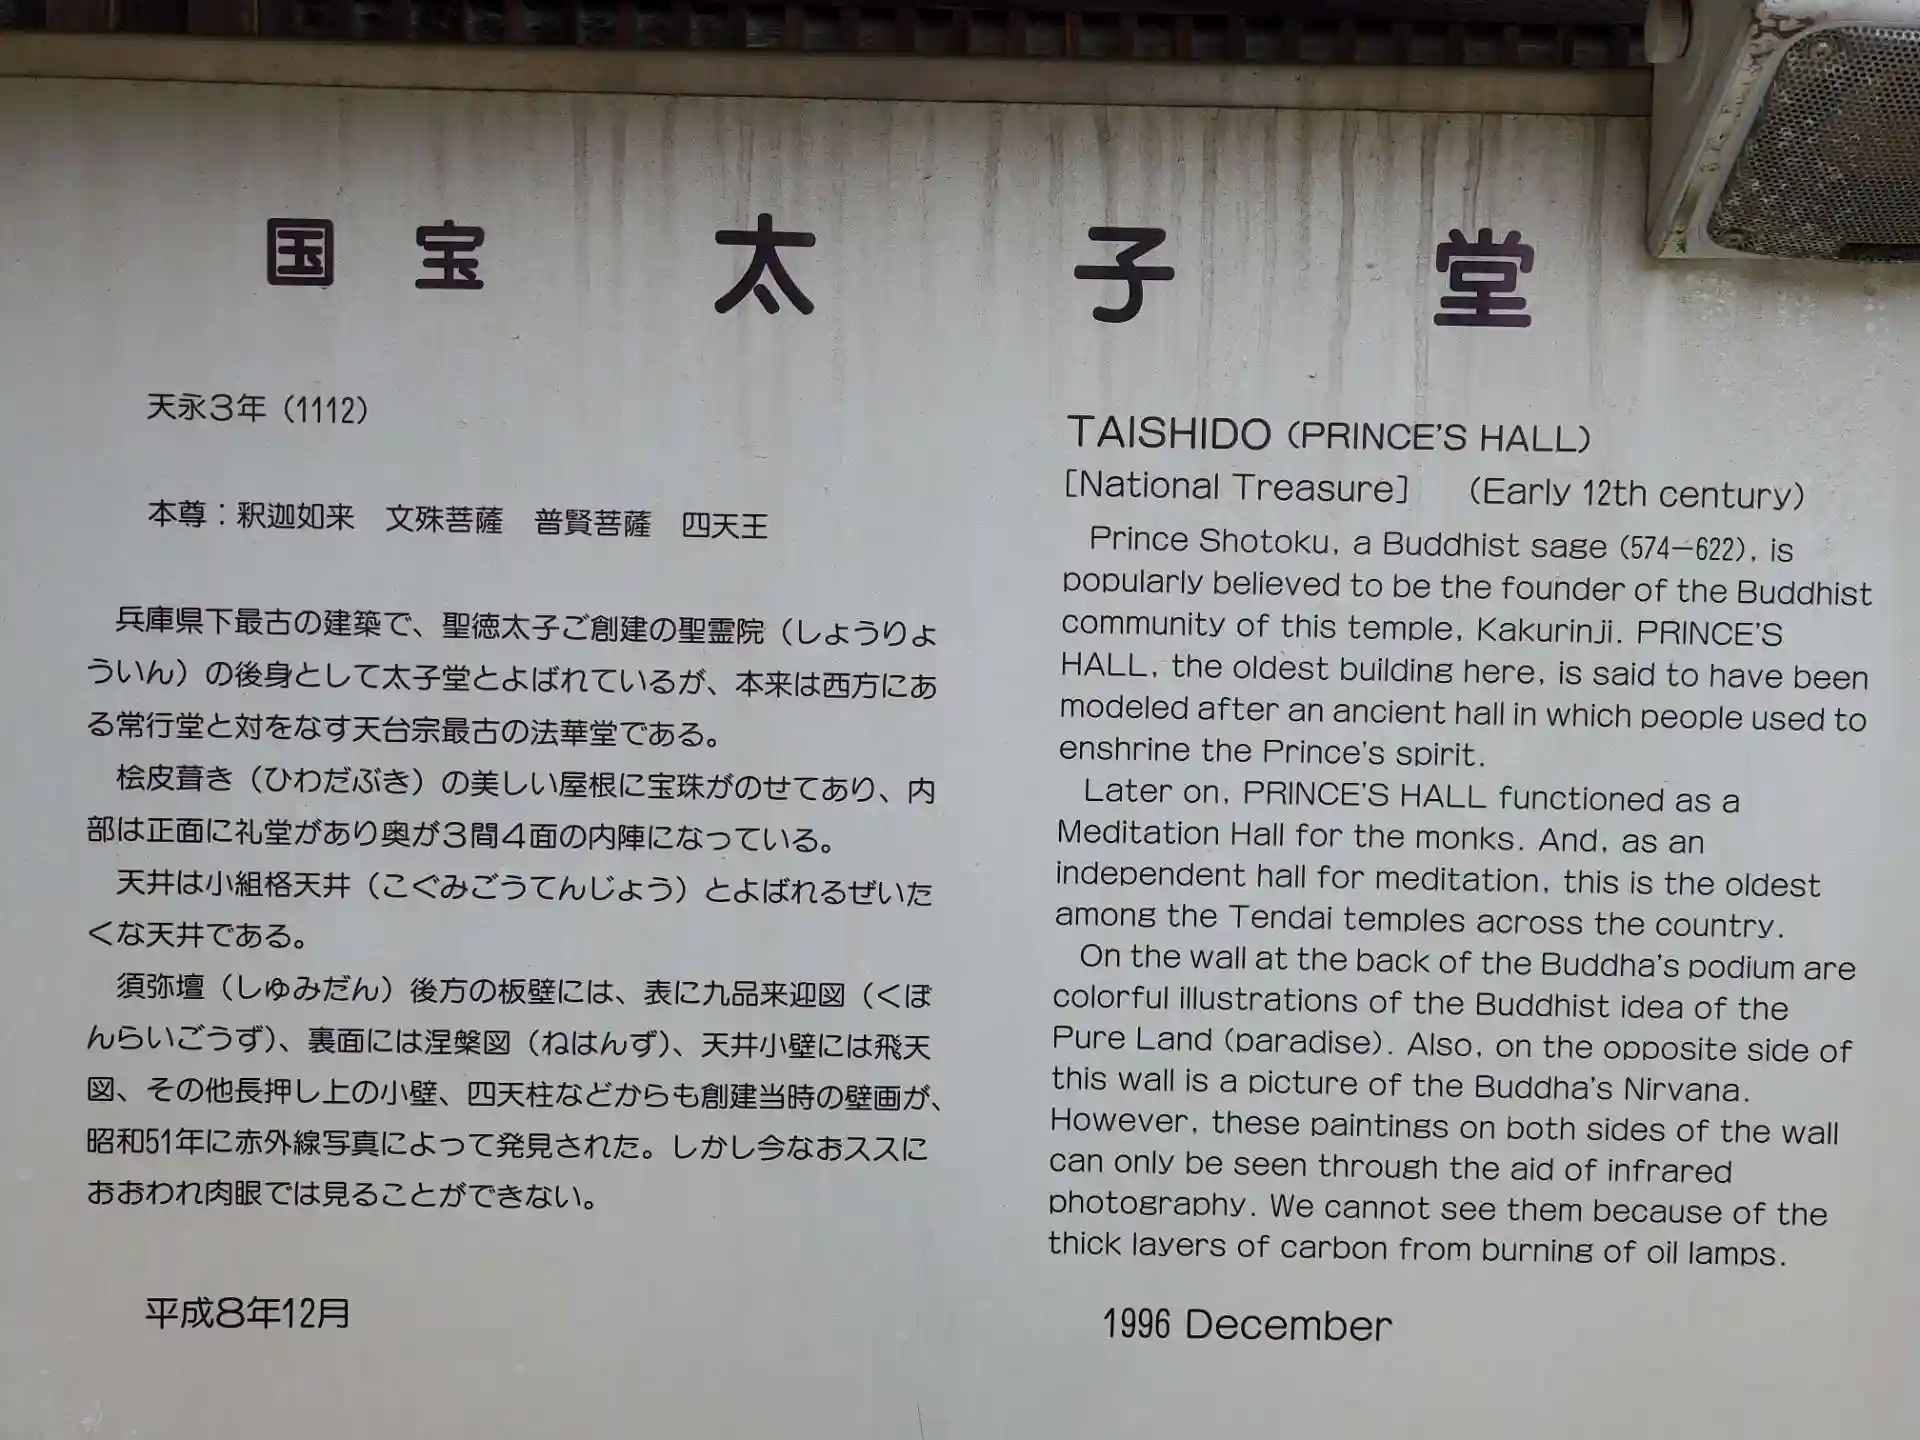 国宝 太子堂
天永3年（1112）
本尊：釈迦如来　文殊菩薩　普賢菩薩　四天王
兵庫県下最古の建築で、聖徳太子ご創建の聖霊院（しようりよ
ういん）の後身として太子堂とよばれているが、本来は西方にあ
る常行堂と対をなす天台宗最古の法華堂である。
桧皮葺き（ひわだぶき）の美しい屋根に宝珠がのせてあり、内
部は正面に礼堂があり奥が3間4面の内陣になっている。
天井は小組格天井（こぐみごうてんじょう）とよばれるぜいた
くな天井である。
須弥壇（しゅみだん）後方の板壁には、表に九品来迎図（くぼ
んらいごうず）、裏面には涅槃図（ねはんず）、天井小壁には飛天
図、その他長押し上の小壁、四天柱などからも創建当時の壁画が、
昭和51年に赤外線写真によって発見された。しかし今なおススに
おおわれ肉眼では見ることができない。
平成8年12月
TAISHIDO (PRINCE'S HALL)
[National Treasure] (Early 12th century)
Prince Shotoku, a Buddhist sage (574－622), is
popularly believed to be the founder of the Buddhist
community of this temple, Kakurinji. PRINCE'S
HALL, the oldest building here, is said to have been
modeled after an ancient hall in which people used to
enshrine the Prince's spirit.
Later on, PRINCE'S HALL functioned as a
Meditation Hall for the monks. And, as an
independent hall for meditation, this is the oldest
among the Tendai temples across the country.
On the wall at the back of the Buddha's podium are
colorful illustrations of the Buddhist idea of the
Pure Land (paradise). Also, on the opposite side of
this wall is a picture of the Buddha's Nirvana.
However, these paintings on both sides of the wall
can only be seen through the aid of infrared
photography. We cannot see them because of the
thick layers of carbon from burning of oil lamps.
1996 December